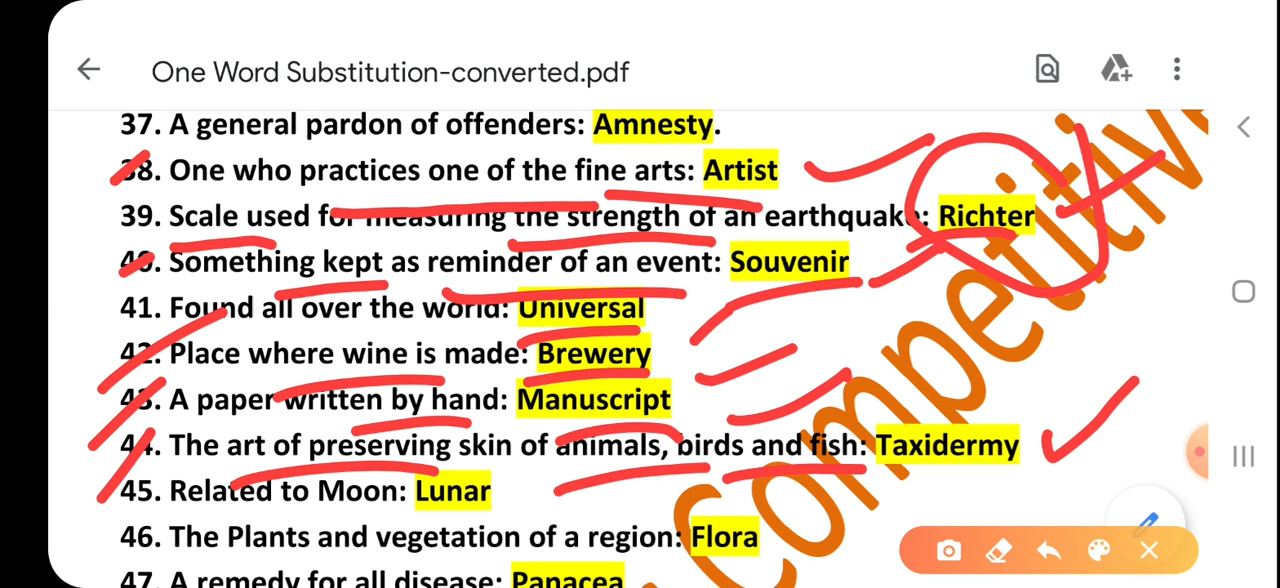 One Word Substitution-converted.pdf
37. A general pardon of offenders: Amnesty.
38. One who practices one of the fine arts: Artist
39. Scale used for measuring the strength of an earthquake: Richter
40. Something kept as reminder of an event: Souvenir
41. Found all over the world: Universal
42. Place where wine is made: Brewery
43. A paper written by hand: Manuscript
44. The art of preserving skin of animals, birds and fish: Taxidermy
45. Related to Moon: Lunar
46. The Plants and vegetation of a region: Flora
47. A remedy for all disease: Panacea
Competitive